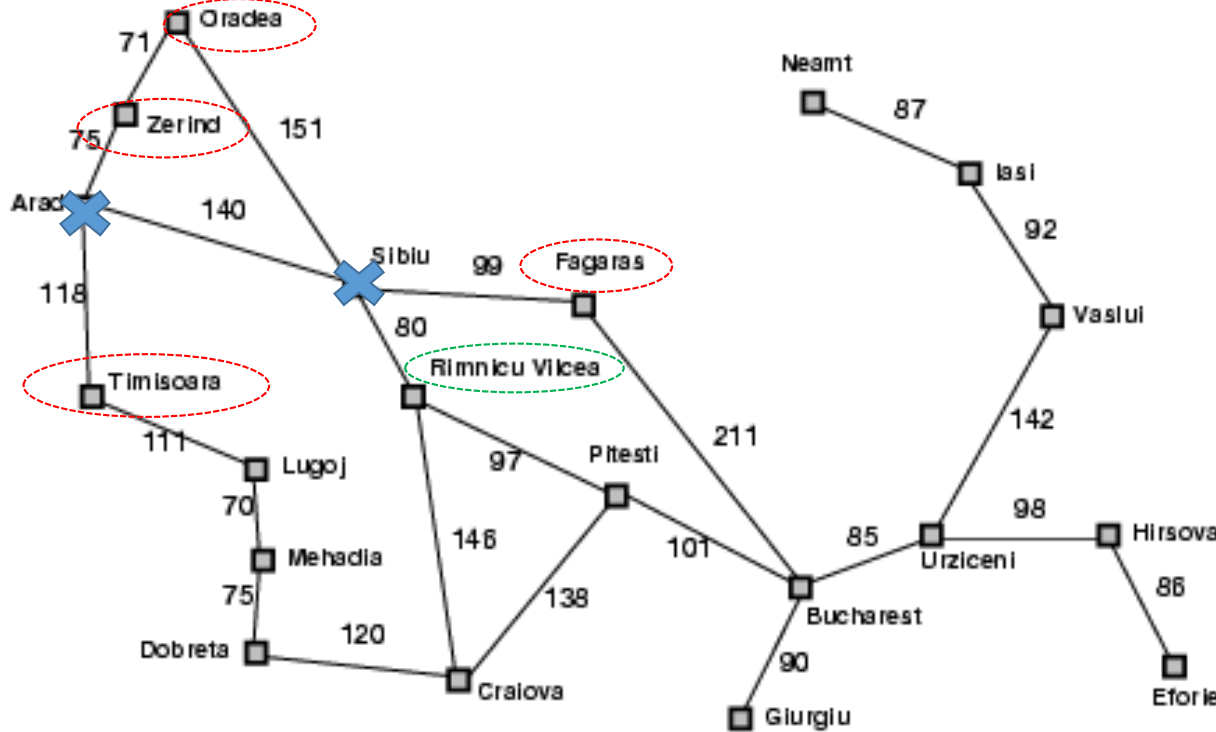 Oradea
71
Neamt
87
Zerind
75
151
Iasi
Arad
140
92
Sibiu
99
Fagaras
118
80
Vaslui
Rimnicu Vilcea
Timisoara
142
111
211
97
Pitesti
Lugoj
70
98
Hirsova
146
101
85
Urziceni
Mehadia
75
138
86
Bucharest
120
Dobreta
90
Craiova
Eforie
Giurgiu